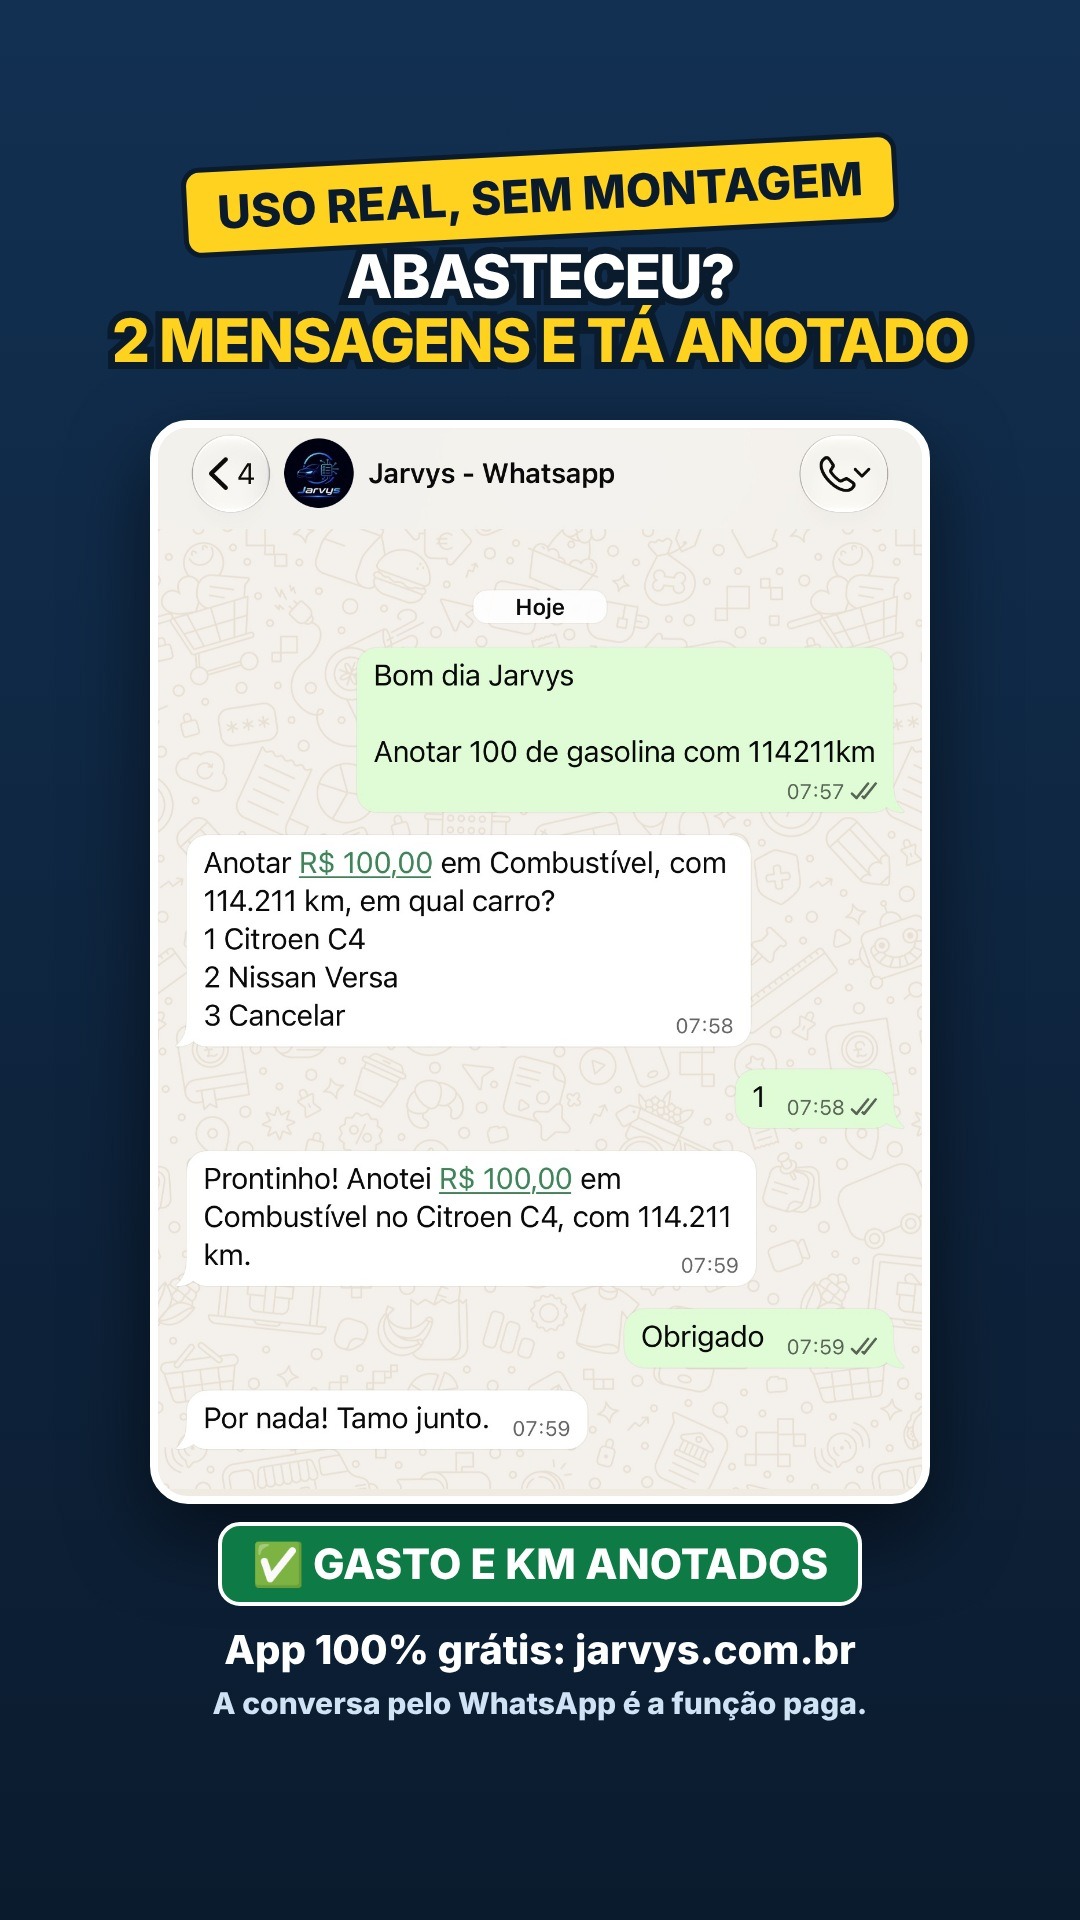 USO REAL, SEM MONTAGEM
ABASTECEU?
2 MENSAGENS E TÁ ANOTADO
4
Jarvys
Jarvys - Whatsapp
Hoje
Bom dia Jarvys
Anotar 100 de gasolina com 114211km
07:57
Anotar R$ 100,00 em Combustível, com
114.211 km, em qual carro?
1 Citroen C4
2 Nissan Versa
3 Cancelar
07:58
1 07:58
Prontinho! Anotei R$ 100,00 em
Combustível no Citroen C4, com 114.211
km.
07:59
Obrigado 07:59
Por nada! Tamo junto. 07:59
✅ GASTO E KM ANOTADOS
App 100% grátis: jarvys.com.br
A conversa pelo WhatsApp é a função paga.